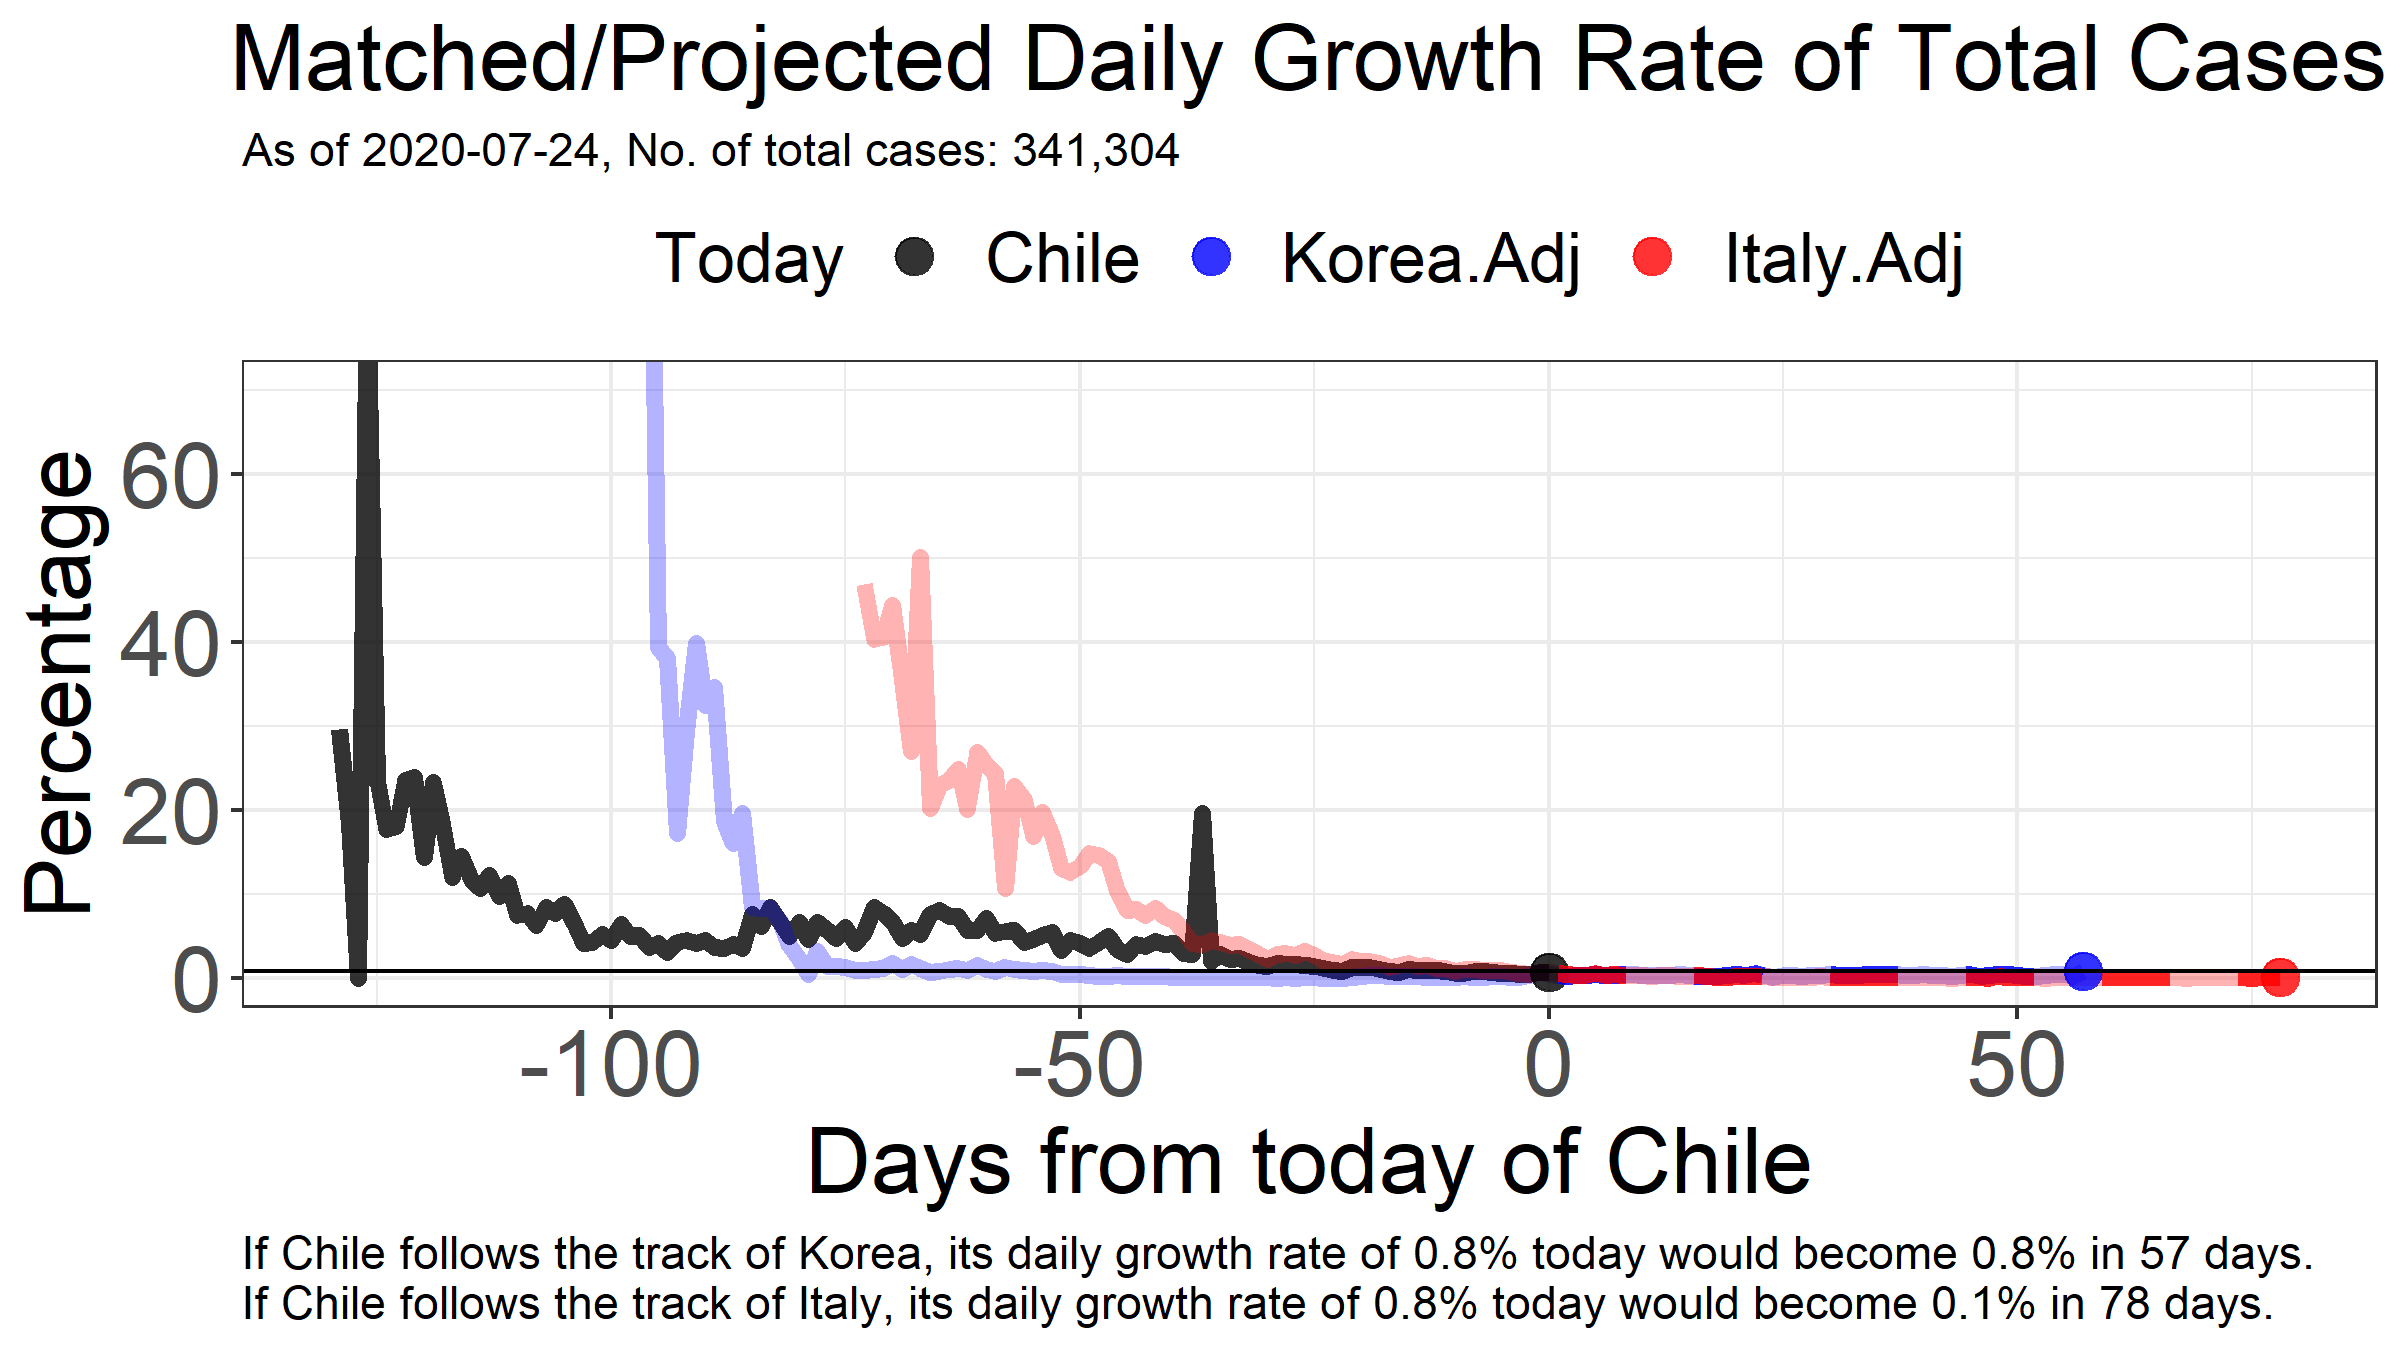 Matched/Projected Daily Growth Rate of Total Cases
As of 2020-07-24, No. of total cases: 341,304
Today Chile Korea.Adj Italy.Adj
Percentage
60
40
20
0
-100 -50 0 50
Days from today of Chile
If Chile follows the track of Korea, its daily growth rate of 0.8% today would become 0.8% in 57 days.
If Chile follows the track of Italy, its daily growth rate of 0.8% today would become 0.1% in 78 days.